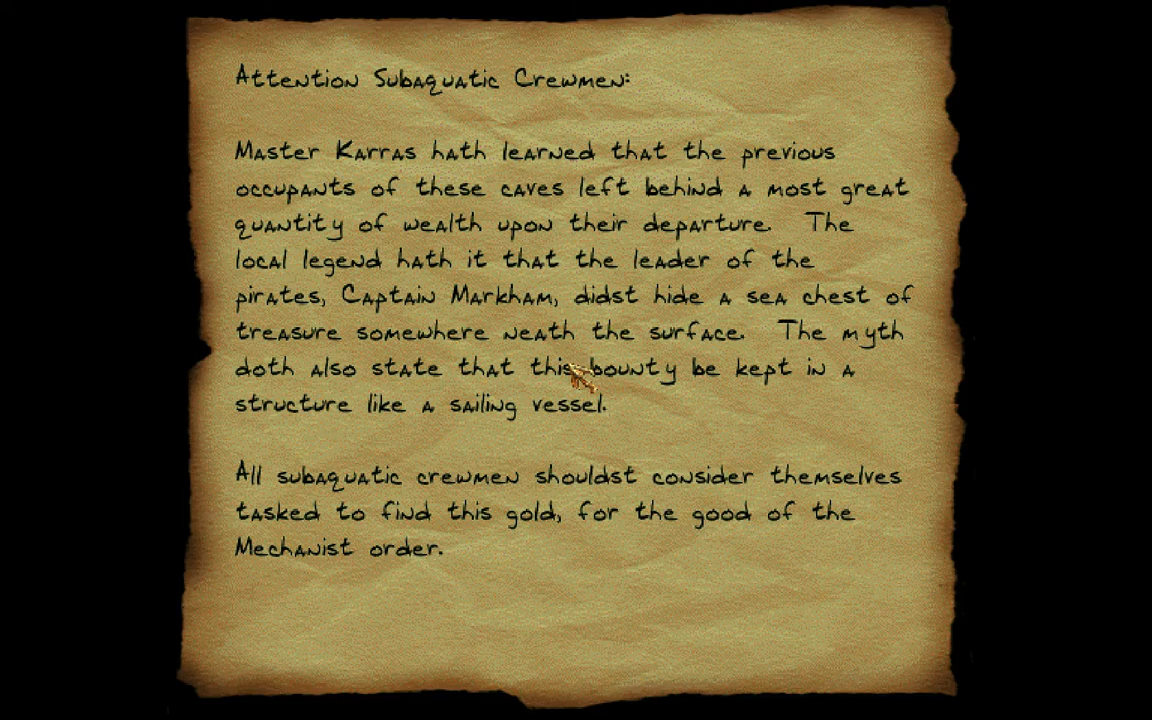 Attention Subaquatic Crewmen:
Master Karras hath learned that the previous
occupants of these caves left behind a most great
quantity of wealth upon their departure. The
local legend hath it that the leader of the
pirates, Captain Markham, didst hide a sea chest of
treasure somewhere neath the surface. The myth
doth also state that this bounty be kept in a
structure like a sailing vessel.
All subaquatic crewmen shouldst consider themselves
tasked to find this gold, for the good of the
Mechanist order.